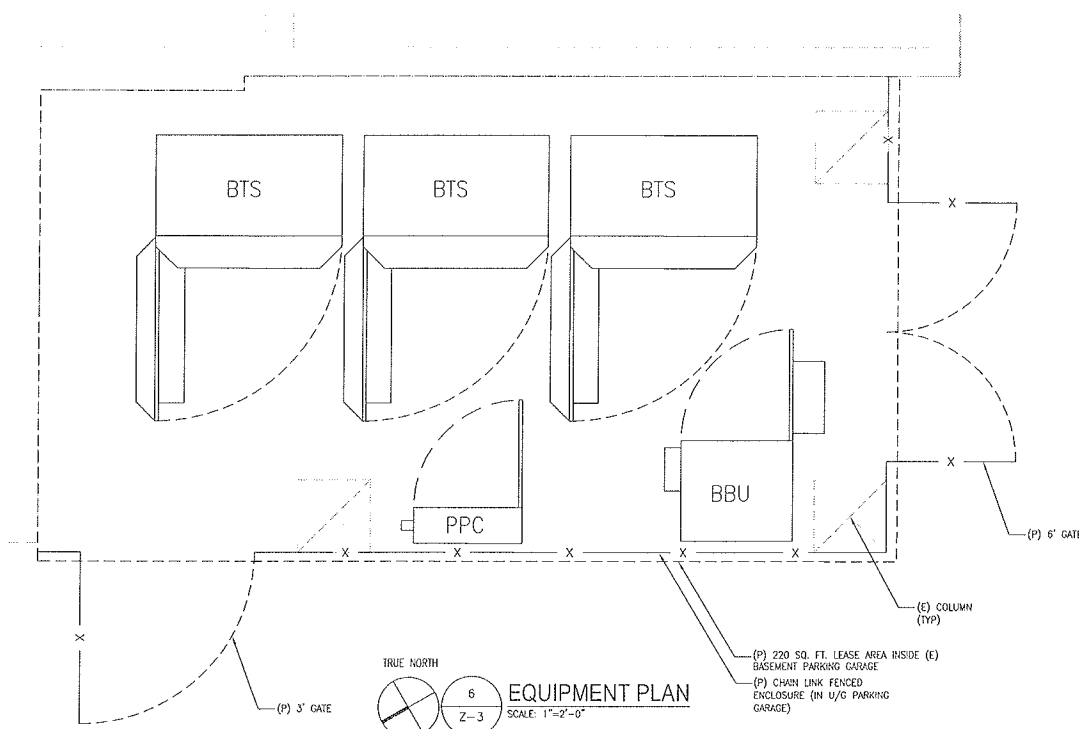 BTS
BTS
BTS
X
X
PPC
BBU
X
(P) 6' GATE
X
X
X
X
X
X
(E) COLUMN
(TYP)
(P) 220 SQ. FT. LEASE AREA INSIDE (E)
BASEMENT PARKING GARAGE
(P) CHAIN LINK FENCED
ENCLOSURE (IN U/G PARKING
GARAGE)
(P) 3' GATE
TRUE NORTH
6
Z-3
EQUIPMENT PLAN
SCALE: 1"=2'-0"